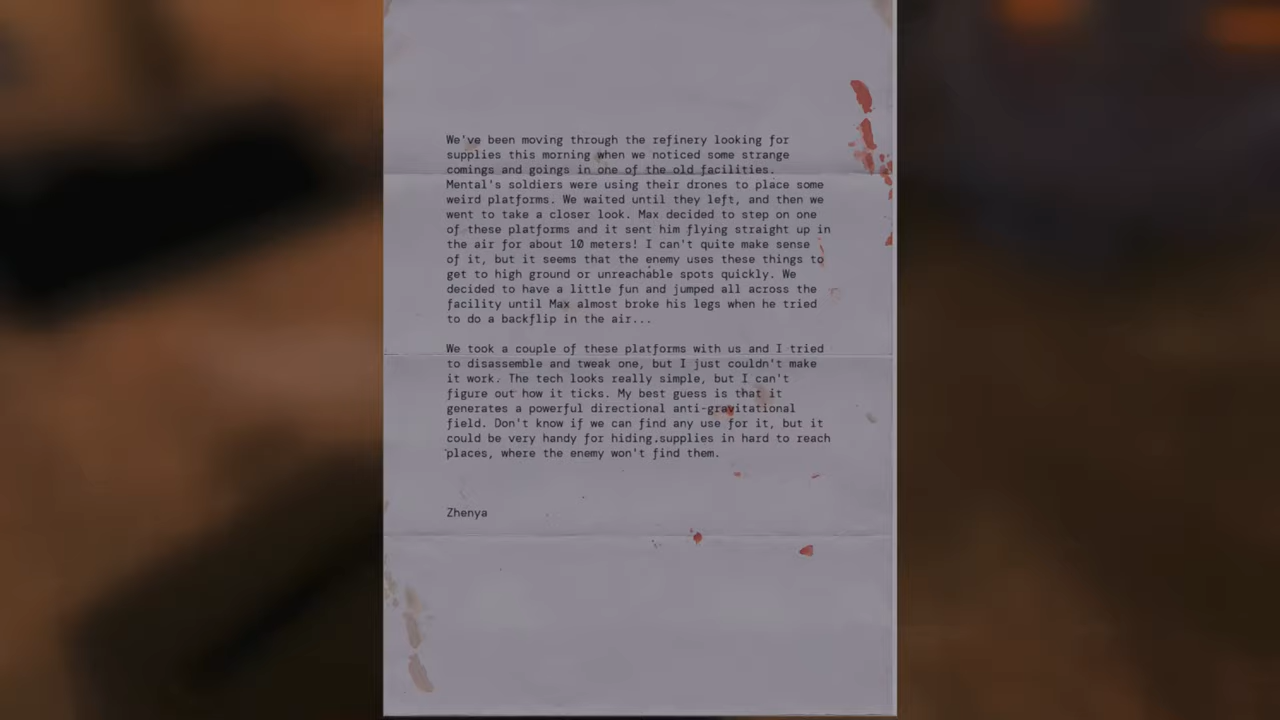 We've been moving through the refinery looking for
supplies this morning when we noticed some strange
comings and goings in one of the old facilities.
Mental's soldiers were using their drones to place some
weird platforms. We waited until they left, and then we
went to take a closer look. Max decided to step on one
of these platforms and it sent him flying straight up in
the air for about 10 meters! I can't quite make sense
of it, but it seems that the enemy uses these things to
get to high ground or unreachable spots quickly. We
decided to have a little fun and jumped all across the
facility until Max almost broke his legs when he tried
to do a backflip in the air...
We took a couple of these platforms with us and I tried
to disassemble and tweak one, but I just couldn't make
it work. The tech looks really simple, but I can't
figure out how it ticks. My best guess is that it
generates a powerful directional anti-gravitational
field. Don't know if we can find any use for it, but it
could be very handy for hiding supplies in hard to reach
places, where the enemy won't find them.
Zhenya